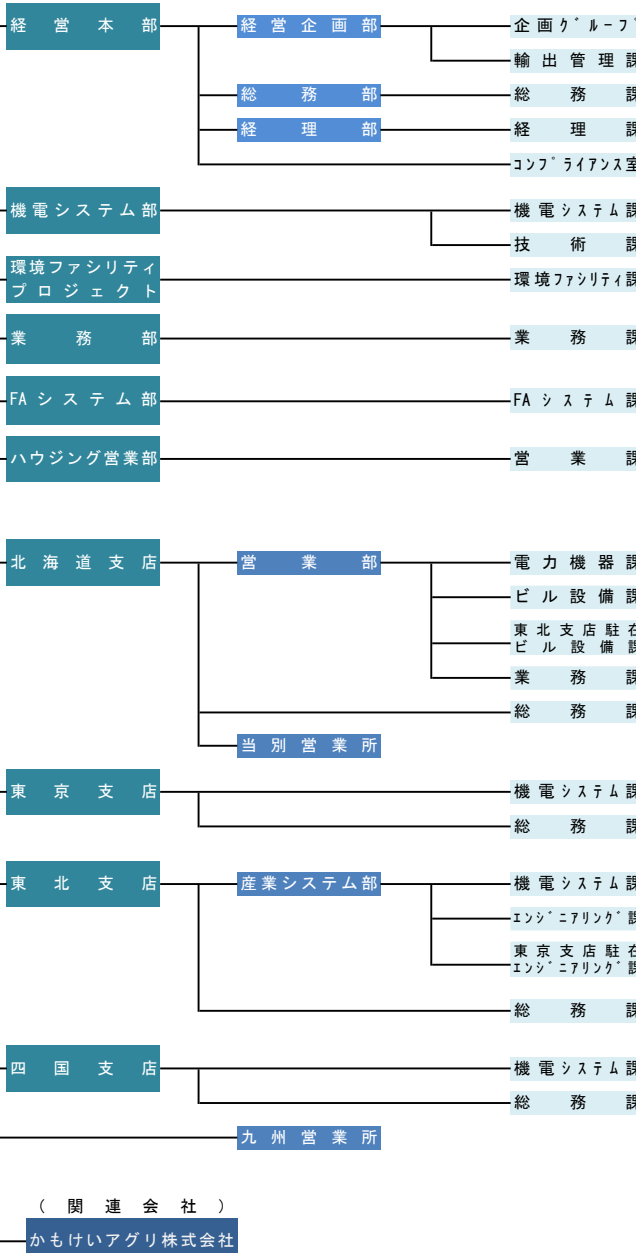 経営本部 経営企画部 企画グループ
輸出管理課
総務部 総務課
経理部 経理課
コンプライアンス室
機電システム部 機電システム課
技術課
環境ファシリティ
プロジェクト 環境ファシリティ課
業務部 業務課
FAシステム部 FAシステム課
ハウジング営業部 営業課
北海道支店 営業部 電力機器課
ビル設備課
東北支店駐在
ビル設備課
業務課
総務課
当別営業所
東京支店 機電システム課
総務課
東北支店 産業システム部 機電システム課
エンジニアリング課
東京支店駐在
エンジニアリング課
総務課
四国支店 機電システム課
総務課
九州営業所
(関連会社)
かもけいアグリ株式会社